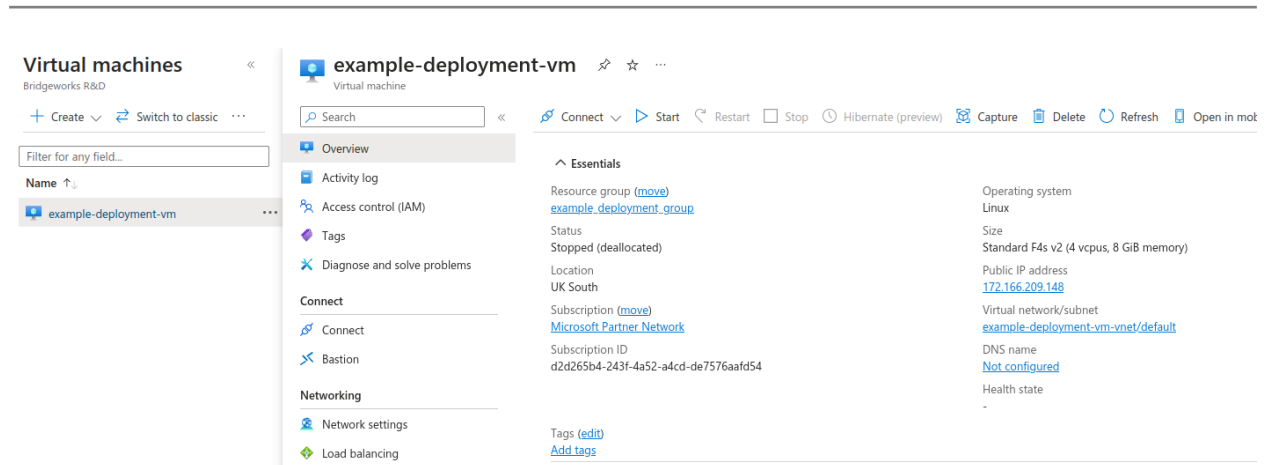 Virtual machines «
Bridgeworks R&D
+ Create Switch to classic ...
Filter for any field...
Name ↑↓
example-deployment-vm ...
example-deployment-vm ...
Virtual machine
Search «
Overview
Activity log
Access control (IAM)
Tags
Diagnose and solve problems
Connect
Connect
Bastion
Networking
Network settings
Load balancing
Connect Start Restart Stop Hibernate (preview) Capture Delete Refresh Open in mob
Essentials
Resource group (move)
example_deployment_group
Status
Stopped (deallocated)
Location
UK South
Subscription (move)
Microsoft Partner Network
Subscription ID
d2d265b4-243f-4a52-a4cd-de7576aafd54
Operating system
Linux
Size
Standard F4s v2 (4 vcpus, 8 GiB memory)
Public IP address
172.166.209.148
Virtual network/subnet
example-deployment-vm-vnet/default
DNS name
Not configured
Health state
-
Tags (edit)
Add tags